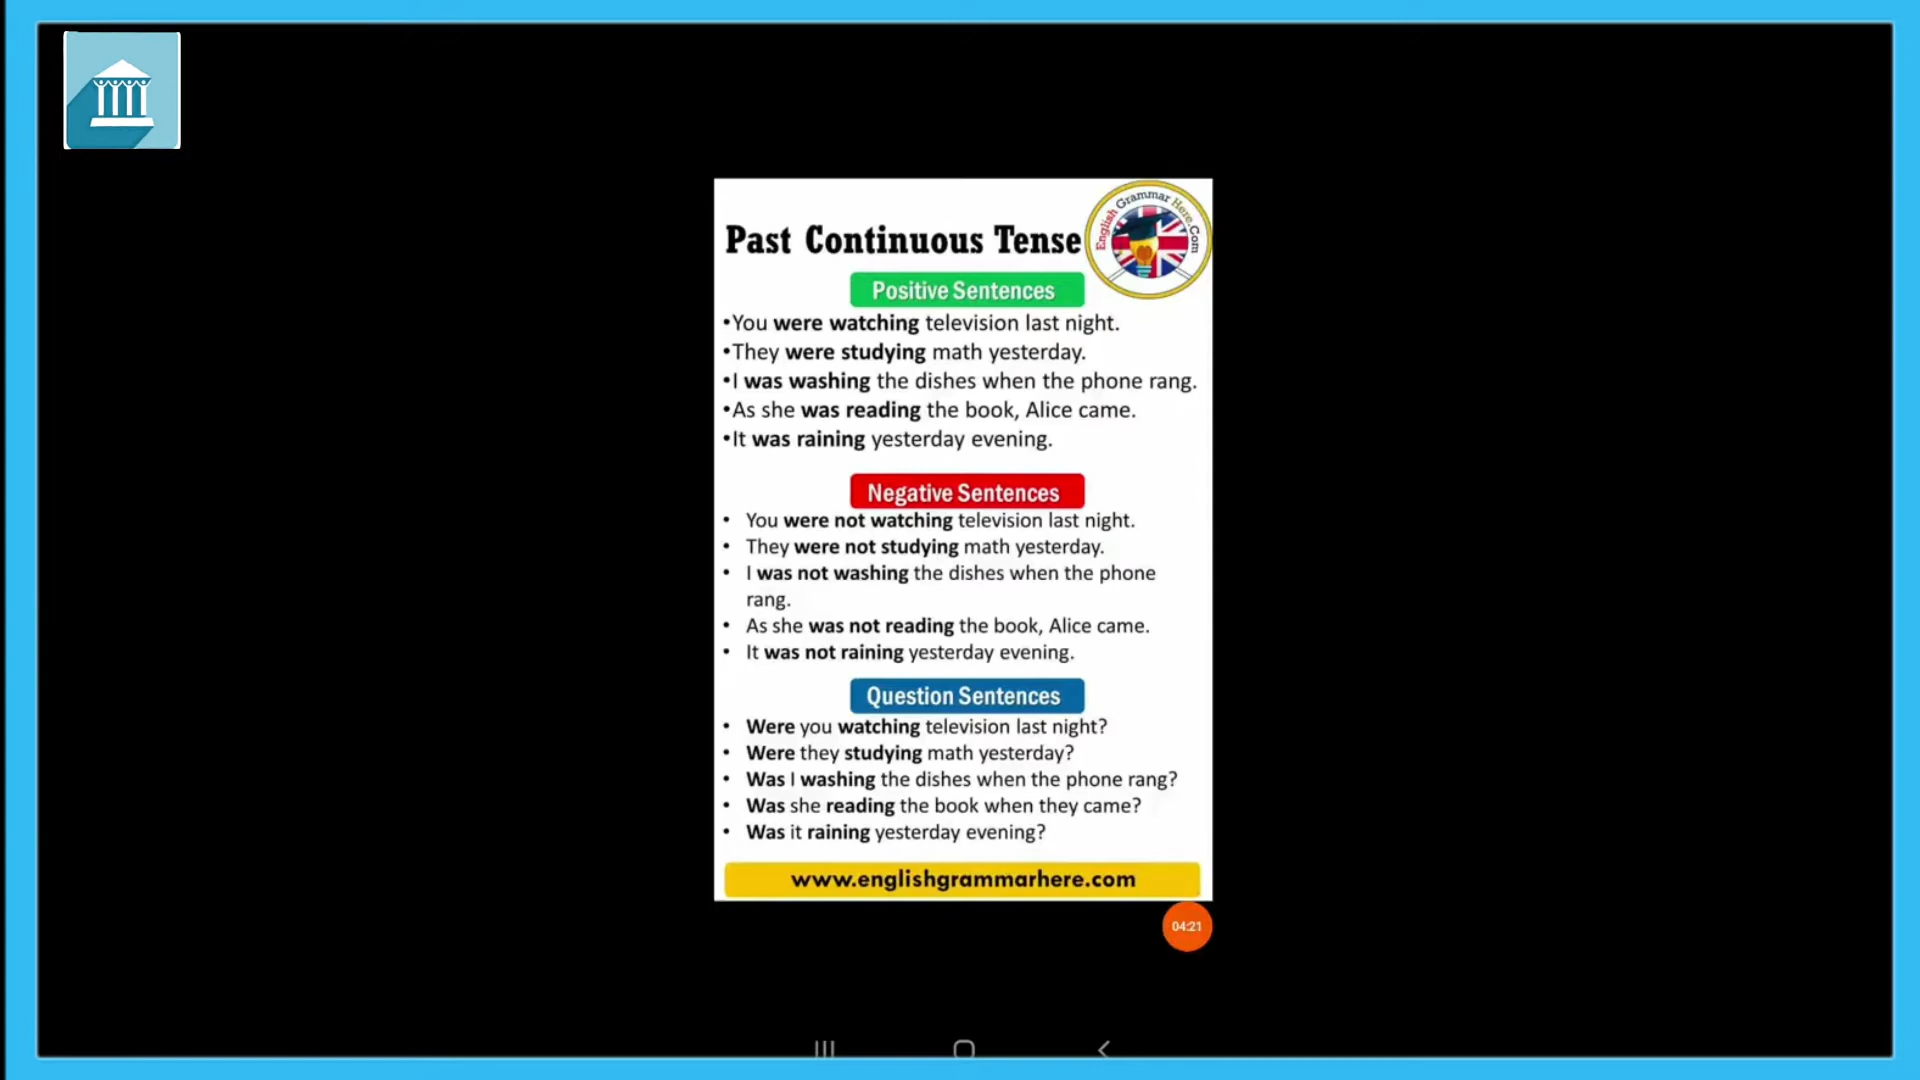 English Grammar Here.Com
Past Continuous Tense
Positive Sentences
•You were watching television last night.
•They were studying math yesterday.
•I was washing the dishes when the phone rang.
•As she was reading the book, Alice came.
•It was raining yesterday evening.
Negative Sentences
• You were not watching television last night.
• They were not studying math yesterday.
• I was not washing the dishes when the phone
rang.
• As she was not reading the book, Alice came.
• It was not raining yesterday evening.
Question Sentences
• Were you watching television last night?
• Were they studying math yesterday?
• Was I washing the dishes when the phone rang?
• Was she reading the book when they came?
• Was it raining yesterday evening?
www.englishgrammarhere.com
04:21